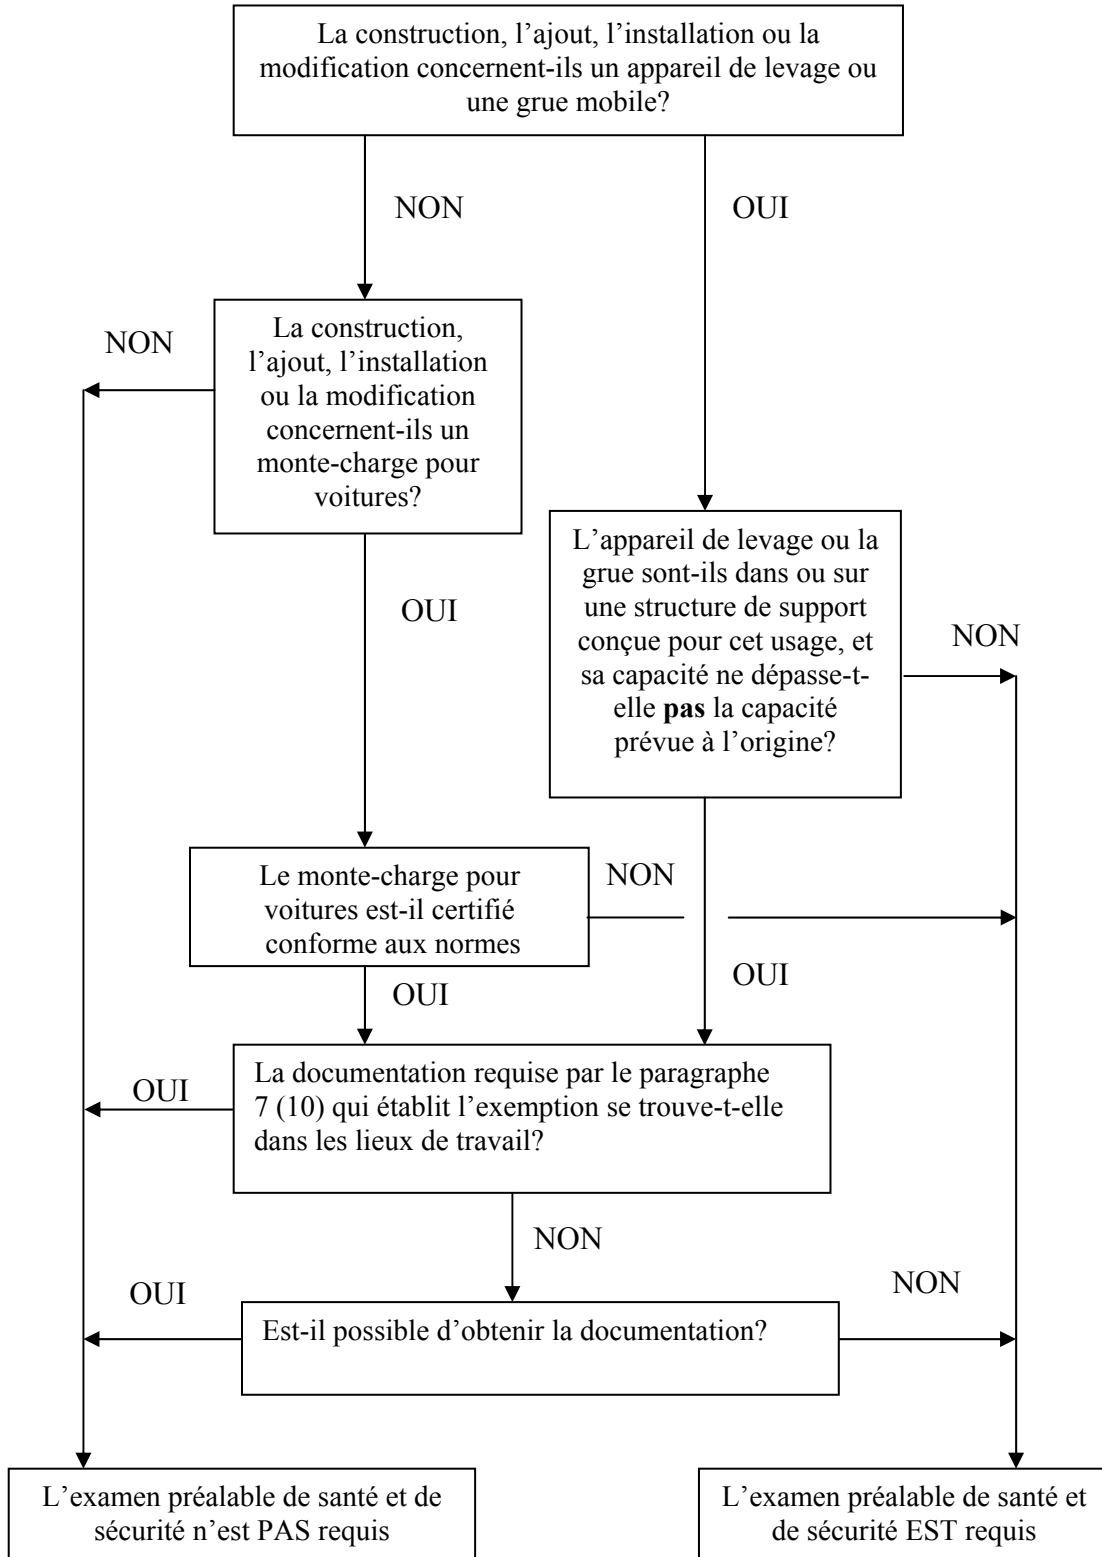 La construction, l’ajout, l’installation ou la
modification concernent-ils un appareil de levage ou
une grue mobile?
NON
OUI
NON
La construction,
l’ajout, l’installation
ou la modification
concernent-ils un
monte-charge pour
voitures?
OUI
L’appareil de levage ou la
grue sont-ils dans ou sur
une structure de support
conçue pour cet usage, et
sa capacité ne dépasse-t-
elle pas la capacité
prévue à l’origine?
NON
Le monte-charge pour
voitures est-il certifié
conforme aux normes
NON
OUI
OUI
La documentation requise par le paragraphe
7 (10) qui établit l’exemption se trouve-t-elle
dans les lieux de travail?
OUI
NON
OUI
NON
Est-il possible d’obtenir la documentation?
L’examen préalable de santé et de
sécurité n’est PAS requis
L’examen préalable de santé et
de sécurité EST requis